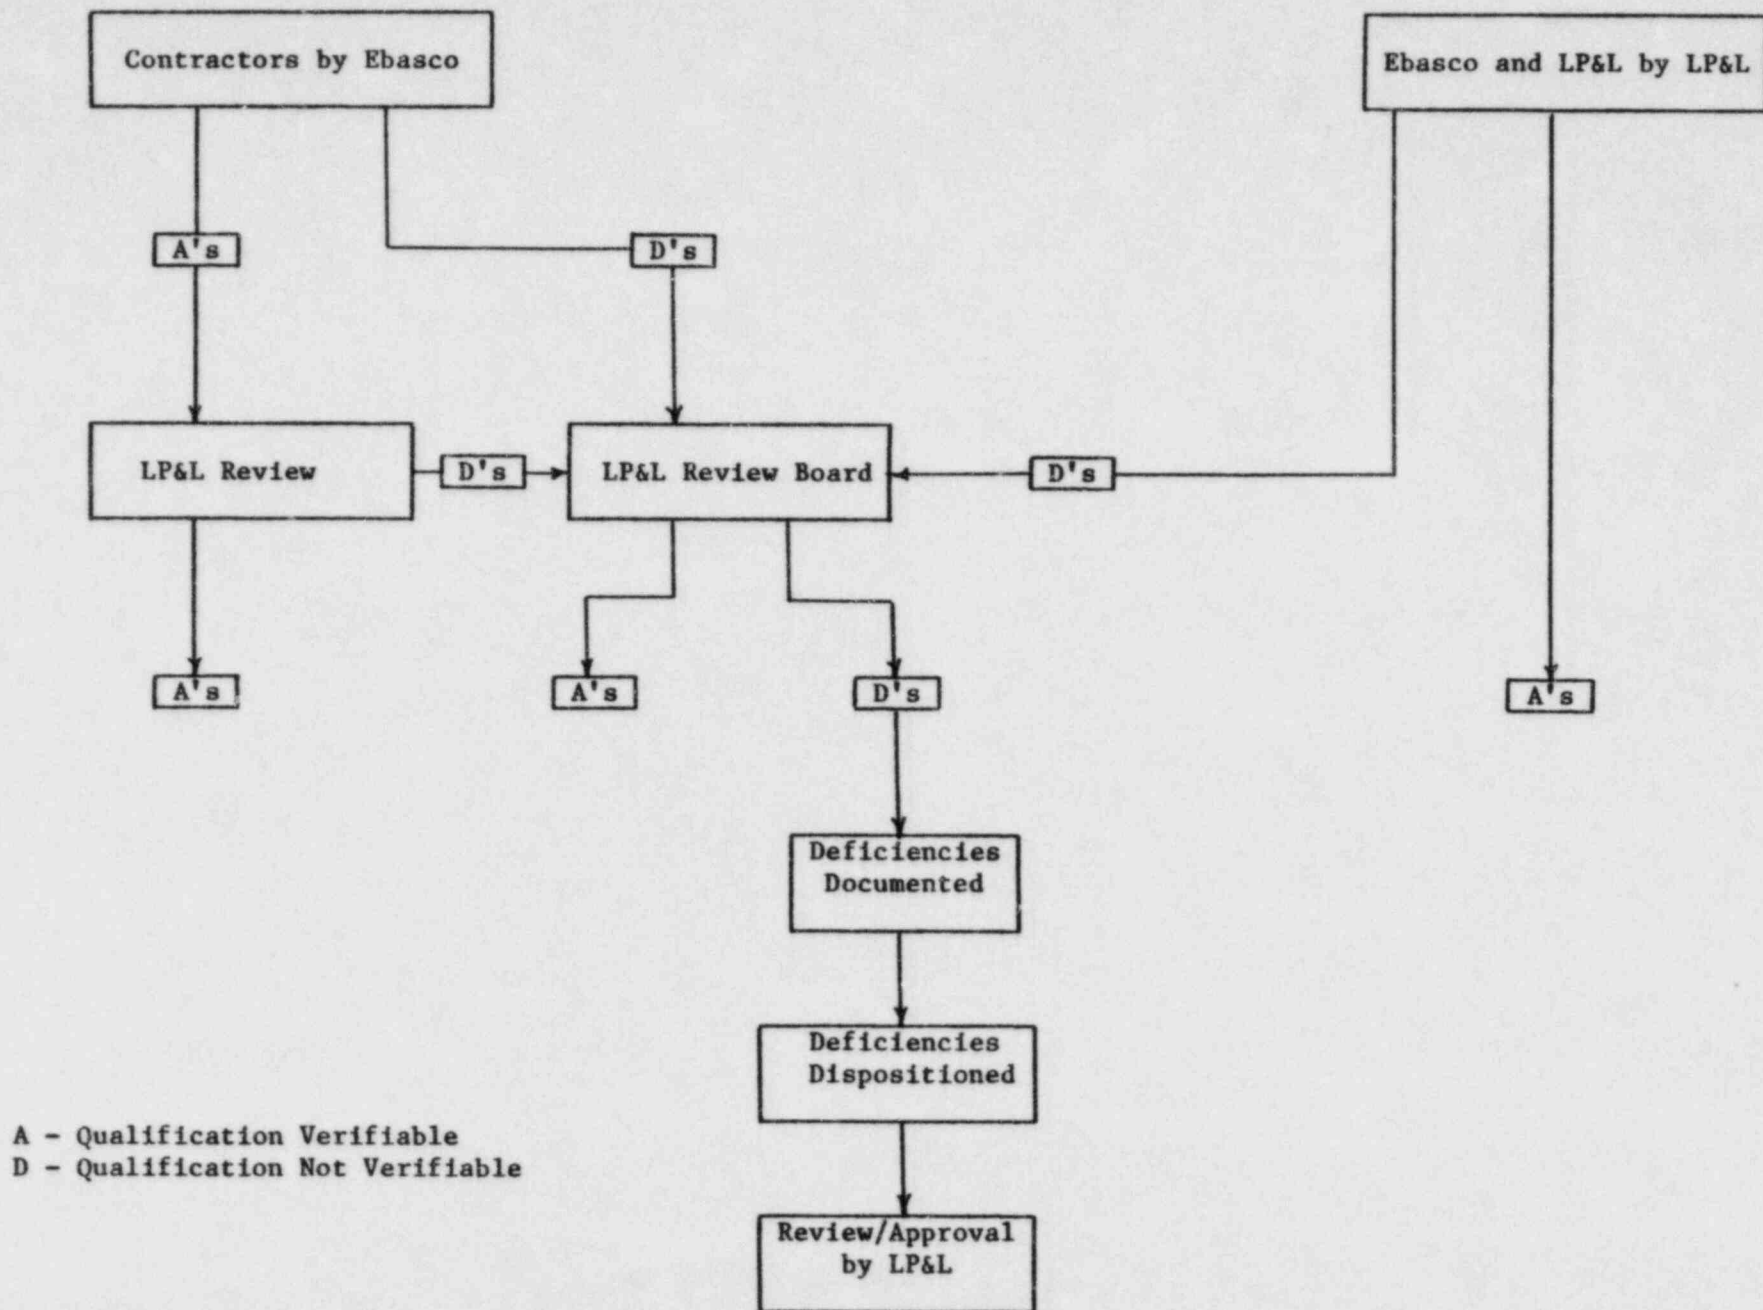 Contractors by Ebasco
Ebasco and LP&L by LP&L
A's
D's
LP&L Review
D's
LP&L Review Board
D's
A's
A's
D's
A's
Deficiencies
Documented
Deficiencies
Dispositioned
A - Qualification Verifiable
D - Qualification Not Verifiable
Review/Approval
by LP&L